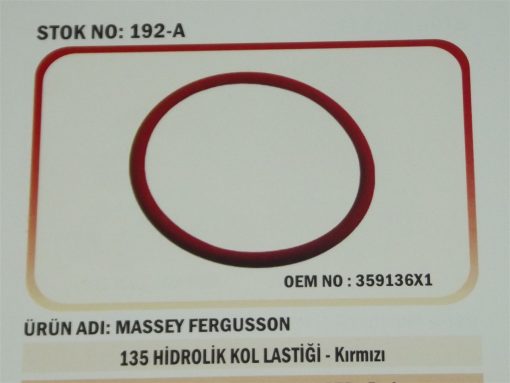 STOK NO: 192-A
OEM NO : 359136X1
ÜRÜN ADI: MASSEY FERGUSSON
135 HİDROLİK KOL LASTİĞİ - Kırmızı